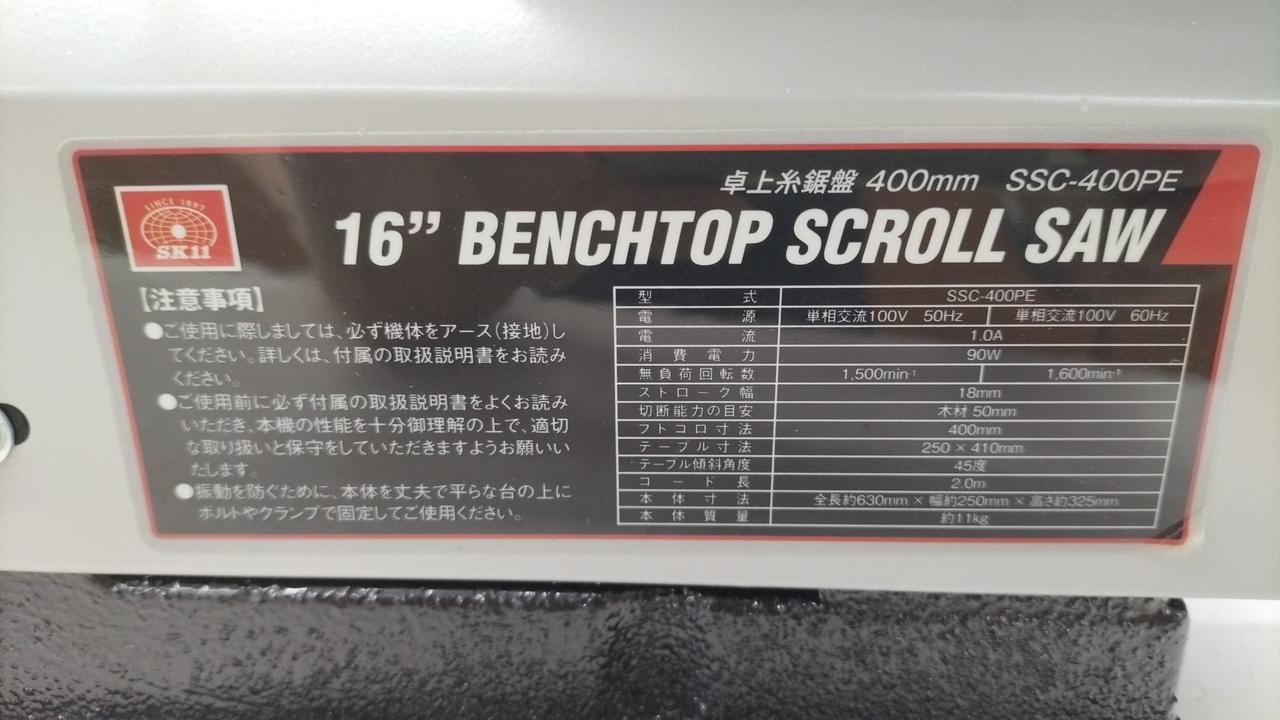 卓上糸鋸盤 400mm SSC-400PE
SINCE 1897
SK11
16” BENCHTOP SCROLL SAW
【注意事項】
●ご使用に際しましては、必ず機体をアース(接地)し
てください。詳しくは、付属の取扱説明書をお読み
ください。
●ご使用前に必ず付属の取扱説明書をよくお読み
いただき、本機の性能を十分御理解の上で、適切
な取り扱いと保守をしていただきますようお願いい
たします。
●振動を防ぐために、本体を丈夫で平らな台の上に
ボルトやクランプで固定してご使用ください。
型式 SSC-400PE
電源 単相交流100V 50Hz 単相交流100V 60Hz
電流 1.0A
消費電力 90W
無負荷回転数 1,500min⁻¹ 1,600min⁻¹
ストローク幅 18mm
切断能力の目安 木材 50mm
フトコロ寸法 400mm
テーブル寸法 250 × 410mm
テーブル傾斜角度 45度
コード長 2.0m
本体寸法 全長約630mm × 幅約250mm × 高さ約325mm
本体質量 約11kg